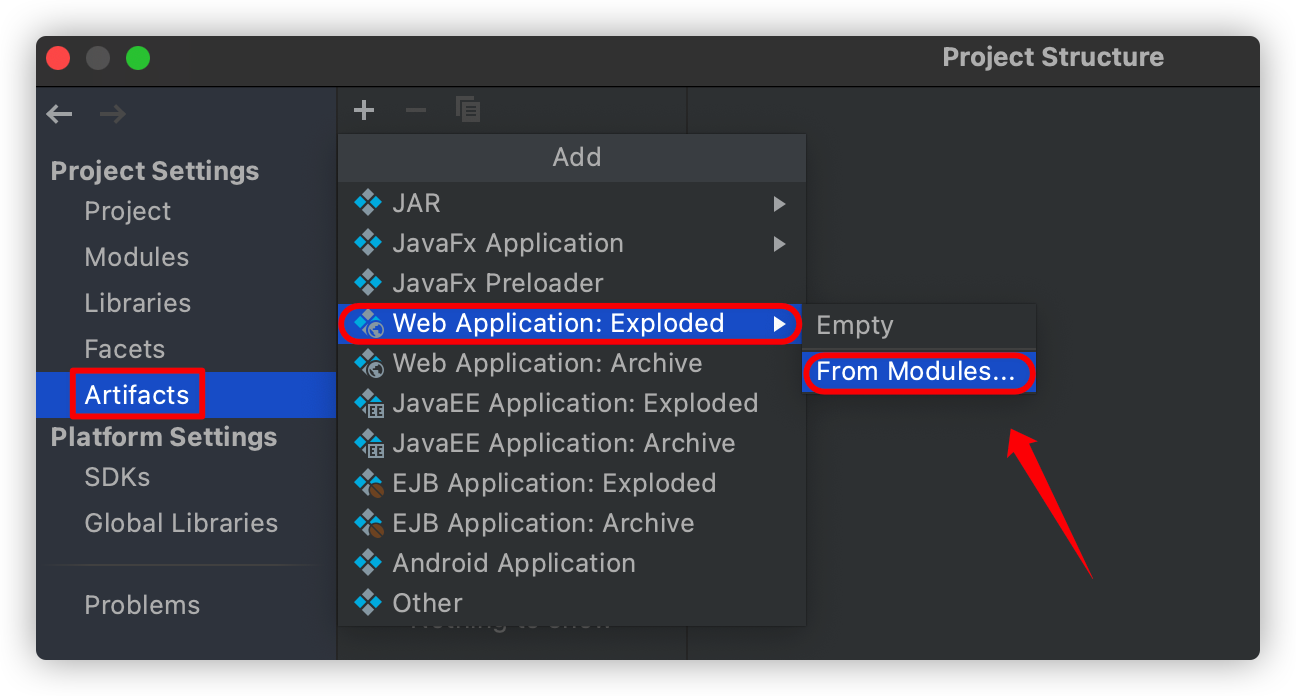 Project Structure
Project Settings
Project
Modules
Libraries
Facets
Artifacts
Platform Settings
SDKs
Global Libraries
Problems
Add
JAR
JavaFx Application
JavaFx Preloader
Web Application: Exploded
Web Application: Archive
JavaEE Application: Exploded
JavaEE Application: Archive
EJB Application: Exploded
EJB Application: Archive
Android Application
Other
Empty
From Modules...